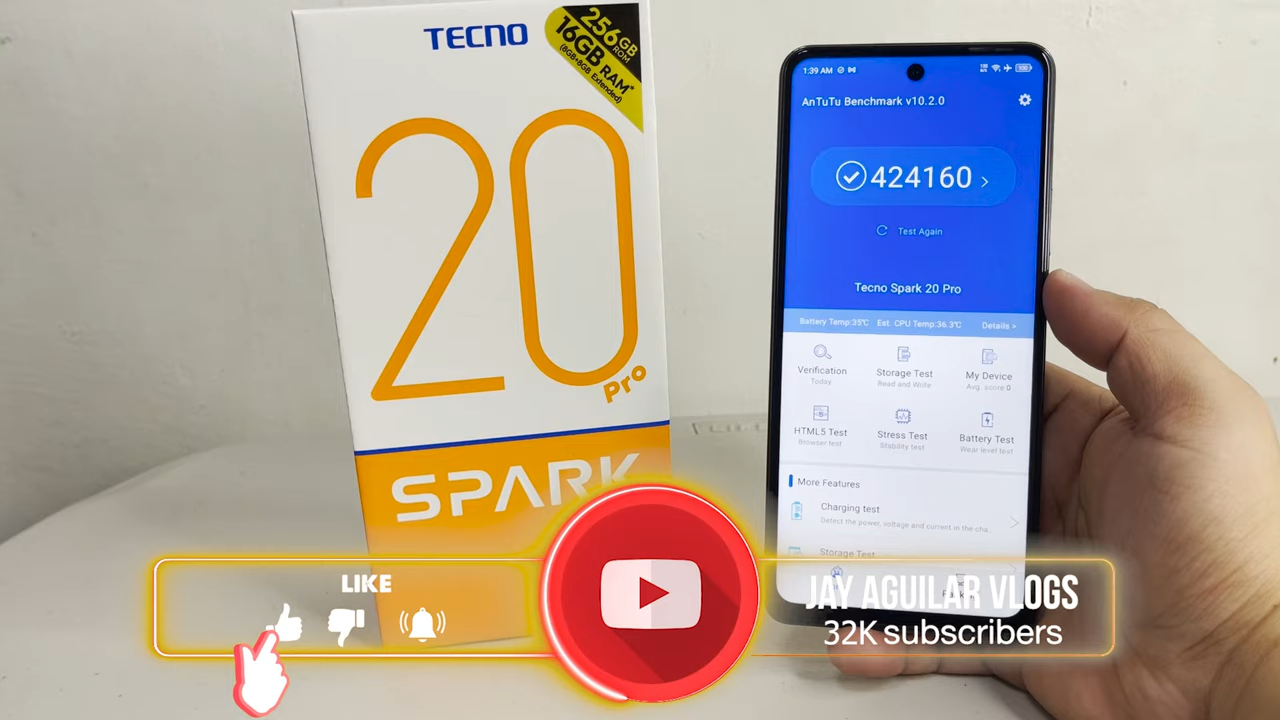 TECNO
256GB
ROM
16GB RAM*
(8GB+8GB Extended)
20
Pro
SPARK
1:39 AM
100
AnTuTu Benchmark v10.2.0
424160
Test Again
Tecno Spark 20 Pro
Battery Temp:35℃ Est. CPU Temp:36.3℃ Details >
Verification
Today
Storage Test
Read and Write
My Device
Avg. score 0
HTML5 Test
Browser test
Stress Test
Stability test
Battery Test
Wear level test
More Features
Charging test
Detect the power, voltage and current in the cha...
Storage Test
LIKE
JAY AGUILAR VLOGS
32K subscribers